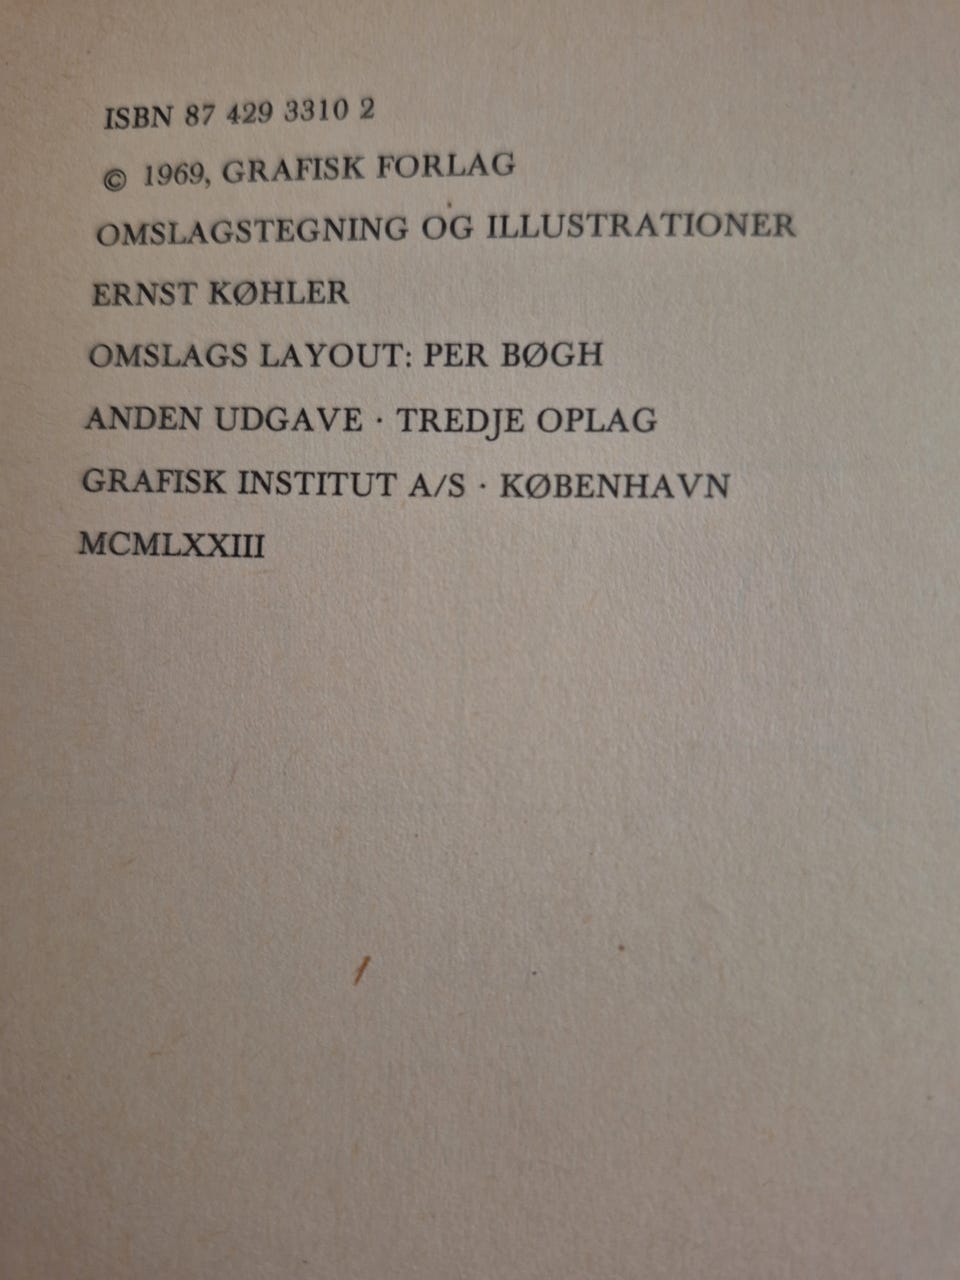 ISBN 87 429 3310 2
© 1969, GRAFISK FORLAG
OMSLAGSTEGNING OG ILLUSTRATIONER
ERNST KØHLER
OMSLAGS LAYOUT: PER BØGH
ANDEN UDGAVE · TREDJE OPLAG
GRAFISK INSTITUT A/S · KØBENHAVN
MCMLXXIII